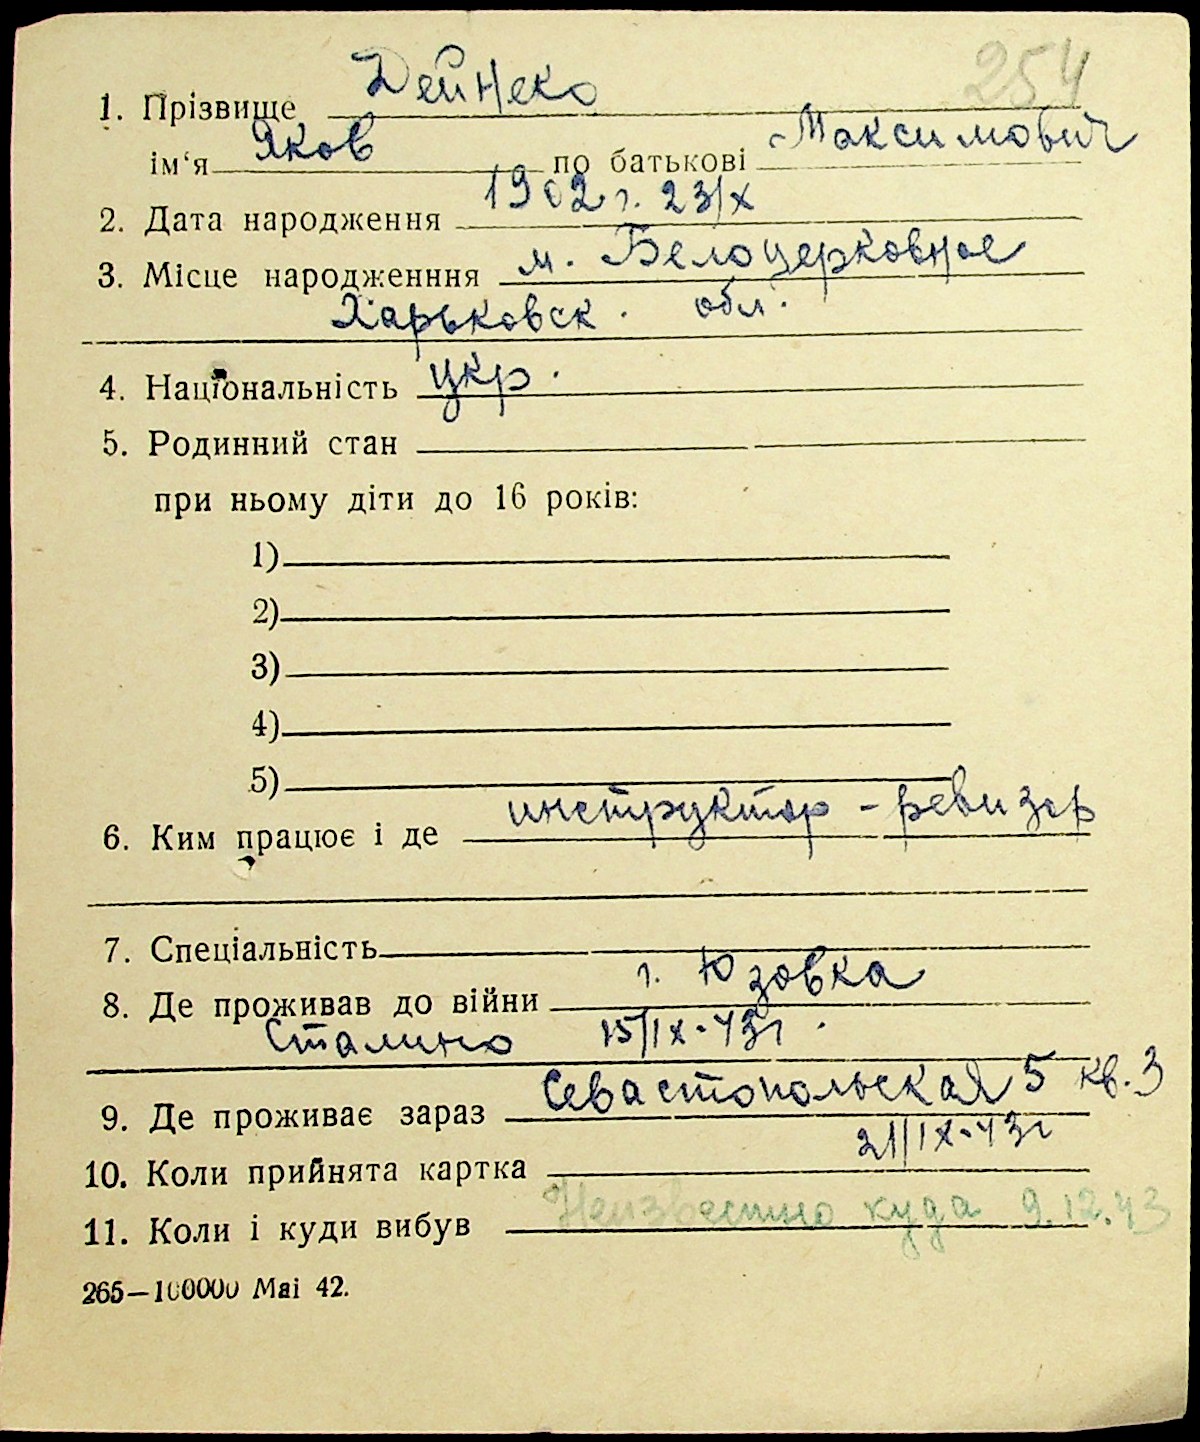 254
1. Прізвище Дейнеко
ім‘я Яков по батькові Максимович
2. Дата народження 1902 г. 23/X
3. Місце народженння м. Белоцерковное
Харьковск. обл.
4. Національність укр.
5. Родинний стан
при ньому діти до 16 років:
1)
2)
3)
4)
5)
6. Ким працює і де инструктор - ревизор
7. Спеціальність
8. Де проживав до війни г. Юзовка
Сталино 15/IX-43г.
9. Де проживає зараз Севастопольская 5 кв. 3
10. Коли прийнята картка 21/IX-43г
11. Коли і куди вибув Неизвестно куда 9.12.43
265—100000 Mai 42.